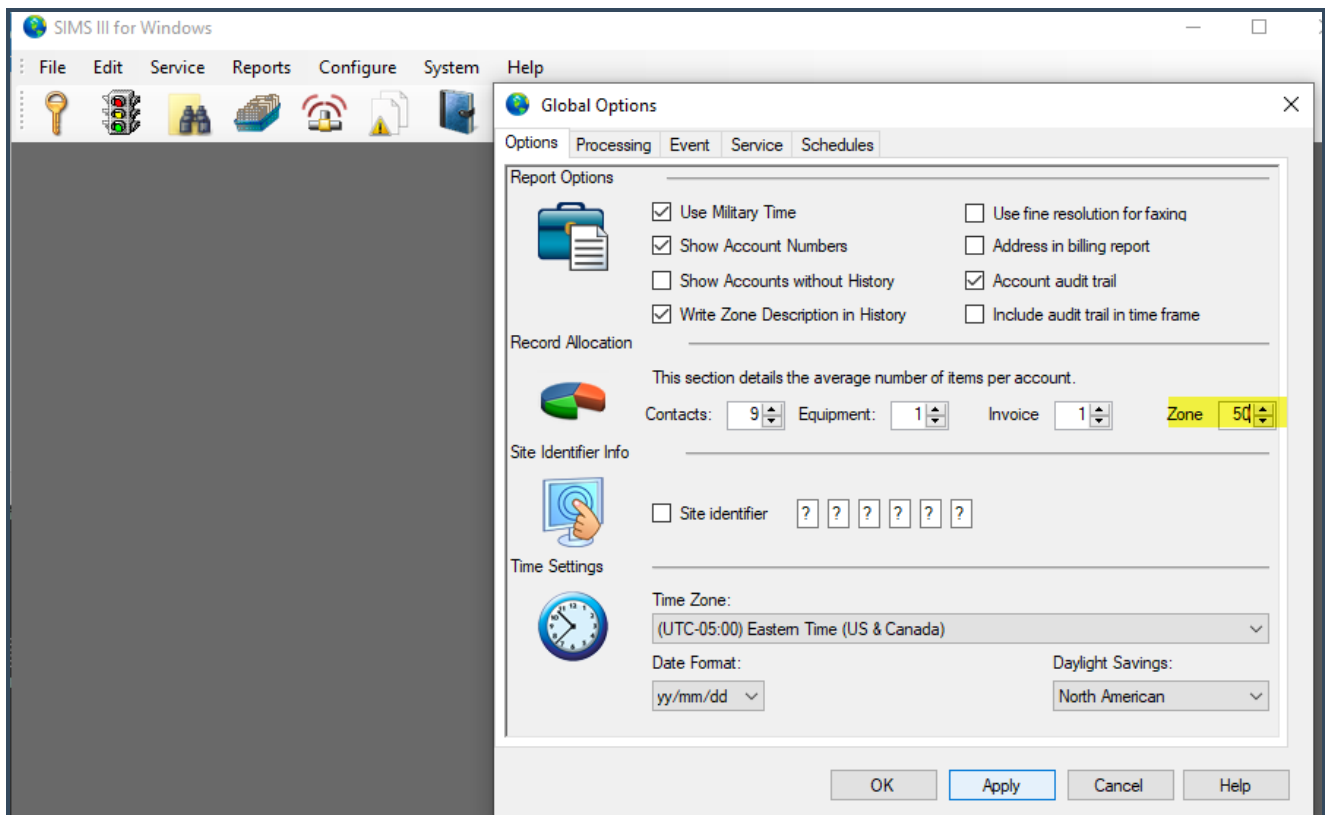 SIMS III for Windows
File Edit Service Reports Configure System Help
Global Options
Options Processing Event Service Schedules
Report Options
Use Military Time Use fine resolution for faxing
Show Account Numbers Address in billing report
Show Accounts without History Account audit trail
Write Zone Description in History Include audit trail in time frame
Record Allocation
This section details the average number of items per account.
Contacts: 9 Equipment: 1 Invoice 1 Zone 50
Site Identifier Info
Site identifier ? ? ? ? ? ?
Time Settings
12
Time Zone:
(UTC-05:00) Eastern Time (US & Canada)
Date Format: Daylight Savings:
yy/mm/dd North American
OK Apply Cancel Help